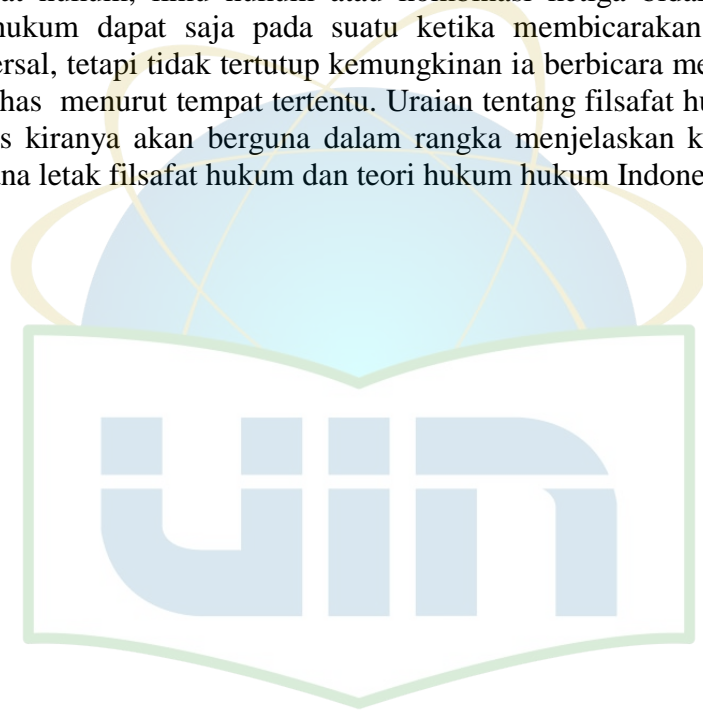 hukum dapat saja pada suatu ketika membicarakan
ersal, tetapi tidak tertutup kemungkinan ia berbicara me
has menurut tempat tertentu. Uraian tentang filsafat hu
s kiranya akan berguna dalam rangka menjelaskan k
na letak filsafat hukum dan teori hukum hukum Indone
uin